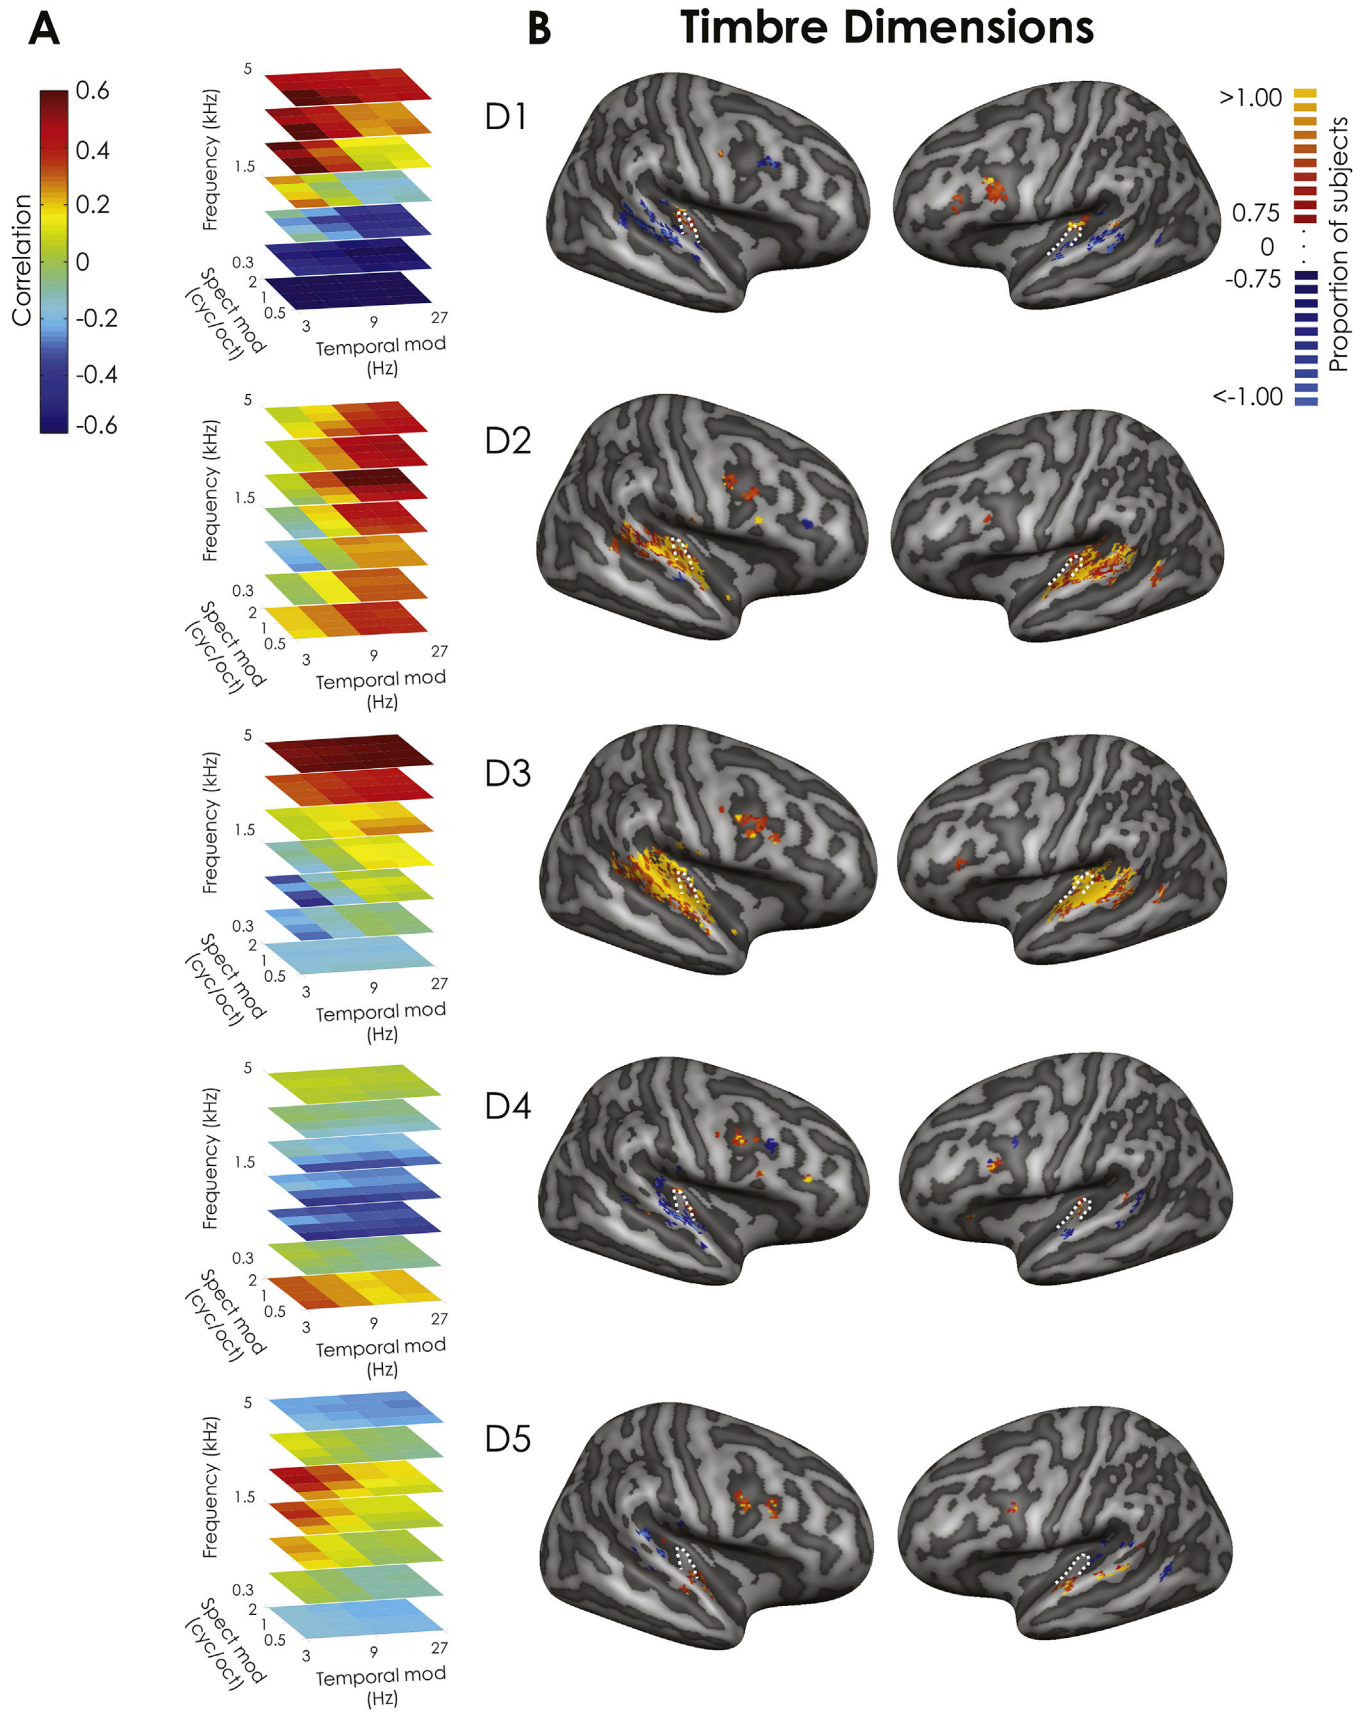 A
B
Timbre Dimensions
Correlation
0.6
0.4
0.2
0
-0.2
-0.4
-0.6
Frequency (kHz)
5
1.5
0.3
2
1
0.5
Spect mod
(cyc/oct)
3
9
27
Temporal mod
(Hz)
D1
>1.00
0.75
0
-0.75
<-1.00
Proportion of subjects
Frequency (kHz)
5
1.5
0.3
2
1
0.5
Spect mod
(cyc/oct)
3
9
27
Temporal mod
(Hz)
D2
Frequency (kHz)
5
1.5
0.3
2
1
0.5
Spect mod
(cyc/oct)
3
9
27
Temporal mod
(Hz)
D3
Frequency (kHz)
5
1.5
0.3
2
1
0.5
Spect mod
(cyc/oct)
3
9
27
Temporal mod
(Hz)
D4
Frequency (kHz)
5
1.5
0.3
2
1
0.5
Spect mod
(cyc/oct)
3
9
27
Temporal mod
(Hz)
D5